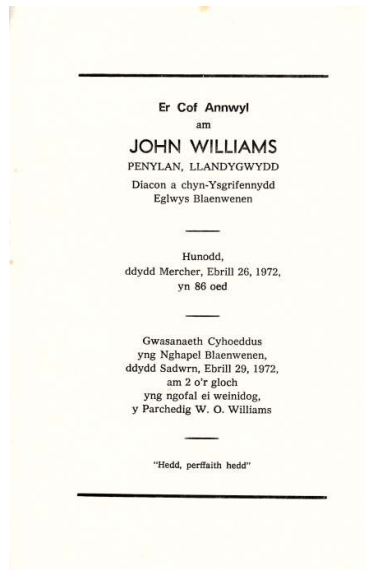 Er Cof Annwyl
am
JOHN WILLIAMS
PENYLAN, LLANDYGWYDD
Diacon a chyn-Ysgrifennydd
Eglwys Blaenwenen
Hunodd,
ddydd Mercher, Ebrill 26, 1972,
yn 86 oed
Gwasanaeth Cyhoeddus
yng Nghapel Blaenwenen,
ddydd Sadwrn, Ebrill 29, 1972,
am 2 o'r gloch
yng ngofal ei weinidog,
y Parchedig W. O. Williams
"Hedd, perffaith hedd"